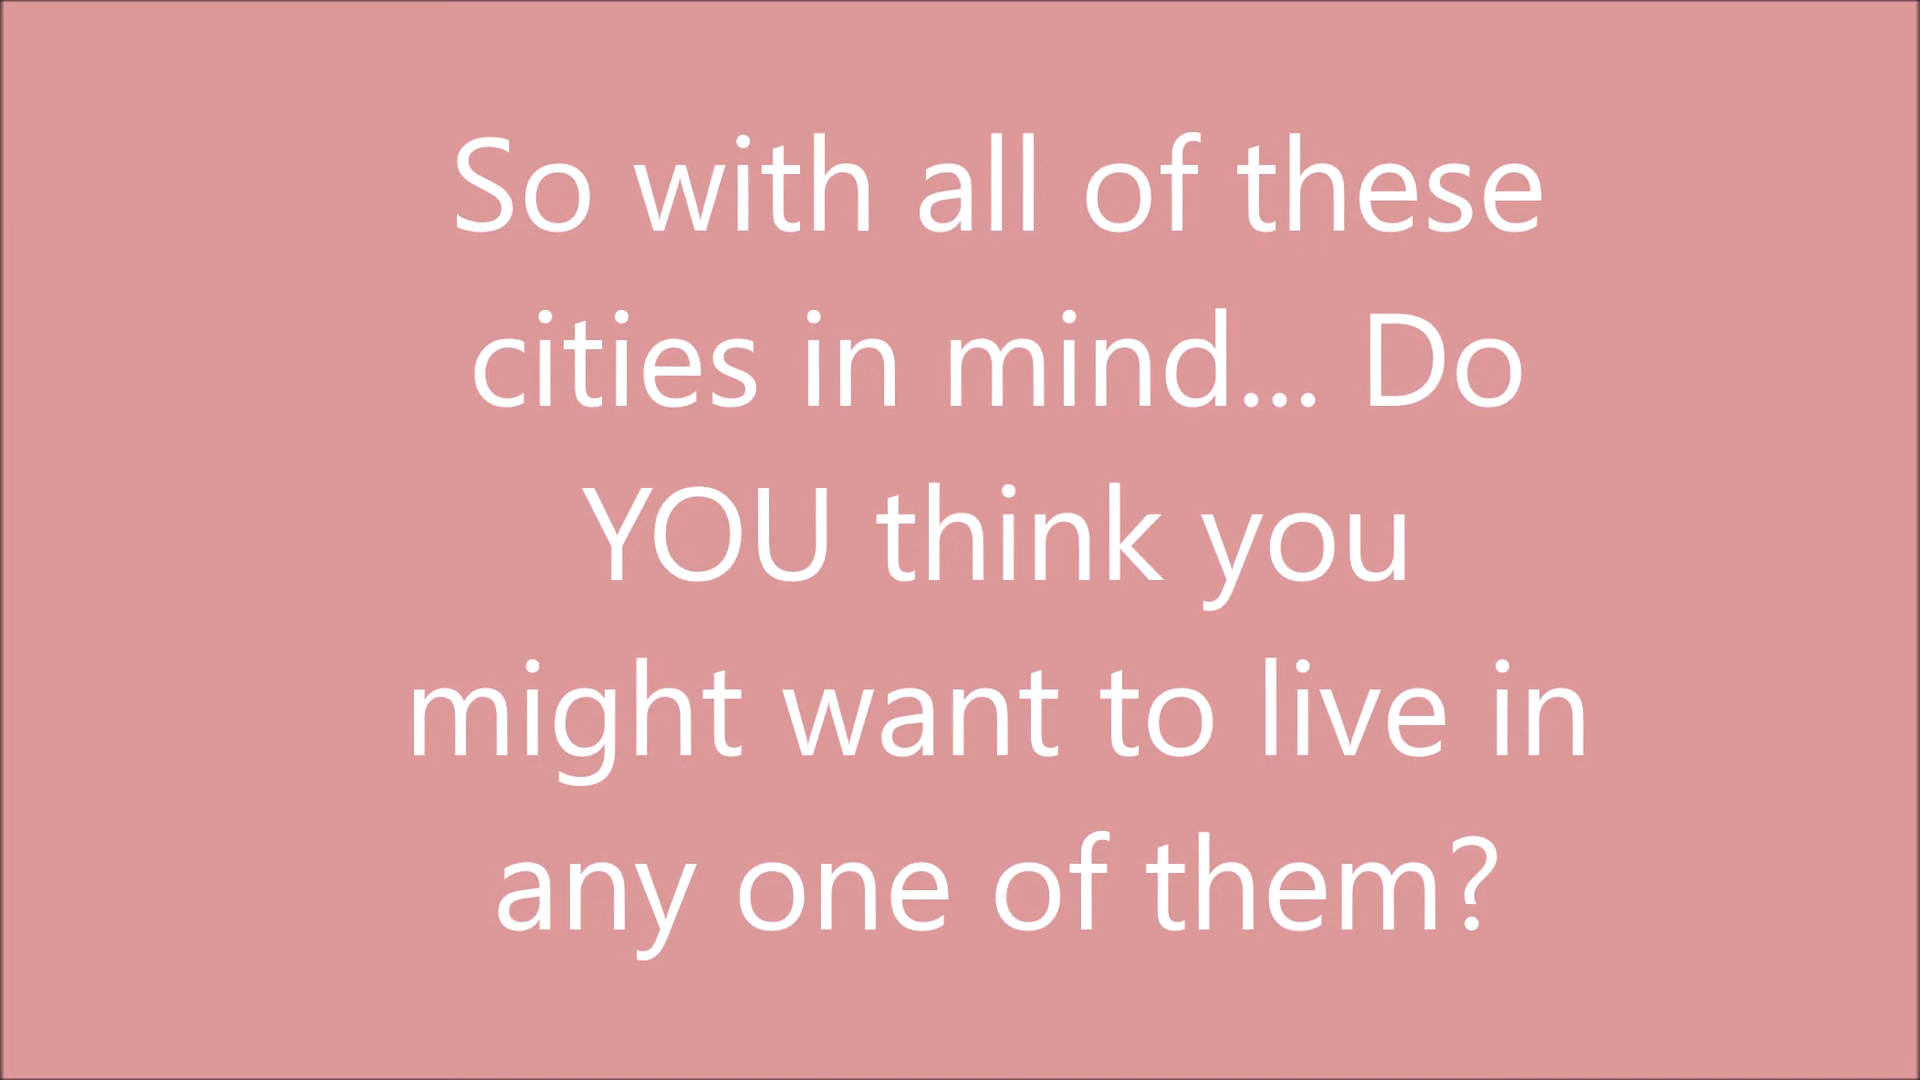 So with all of these
cities in mind... Do
YOU think you
might want to live in
any one of them?